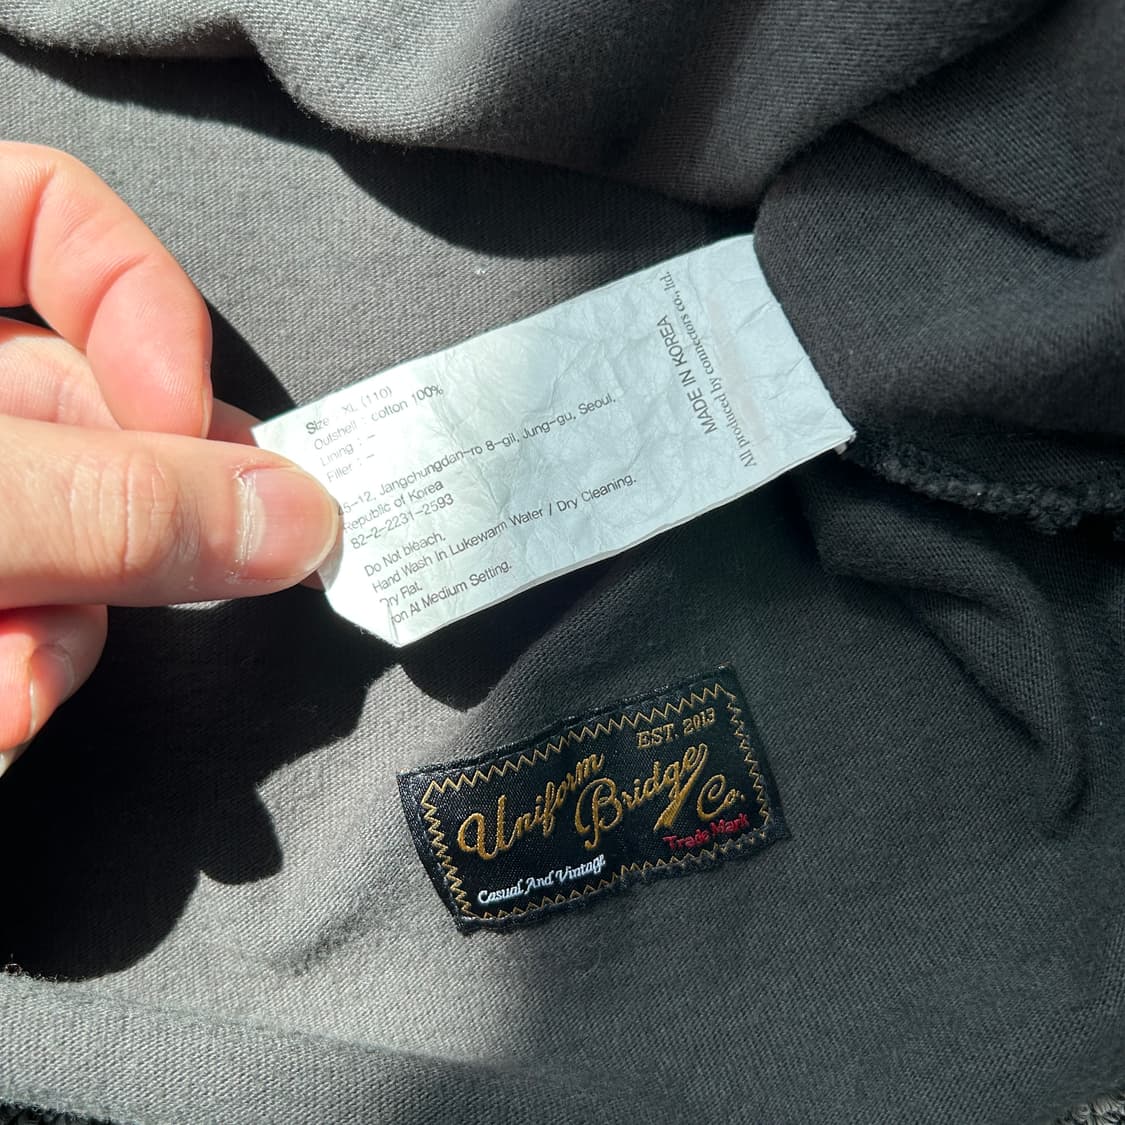 Size : XL (110)
Outshell : cotton 100%
Lining : -
Filler : -
Jangchungdan-ro 8-gil, Jung-gu, Seoul,
Republic of Korea
82-2-2231-2593
Do Not bleach,
Hand Wash In Lukewarm Water / Dry Cleaning.
Dry Flat,
Iron At Medium Setting.
MADE IN KOREA
All produced by connectors co., ltd.
EST. 2013
Uniform
Bridge
Co.
Trade Mark
Casual And Vintage